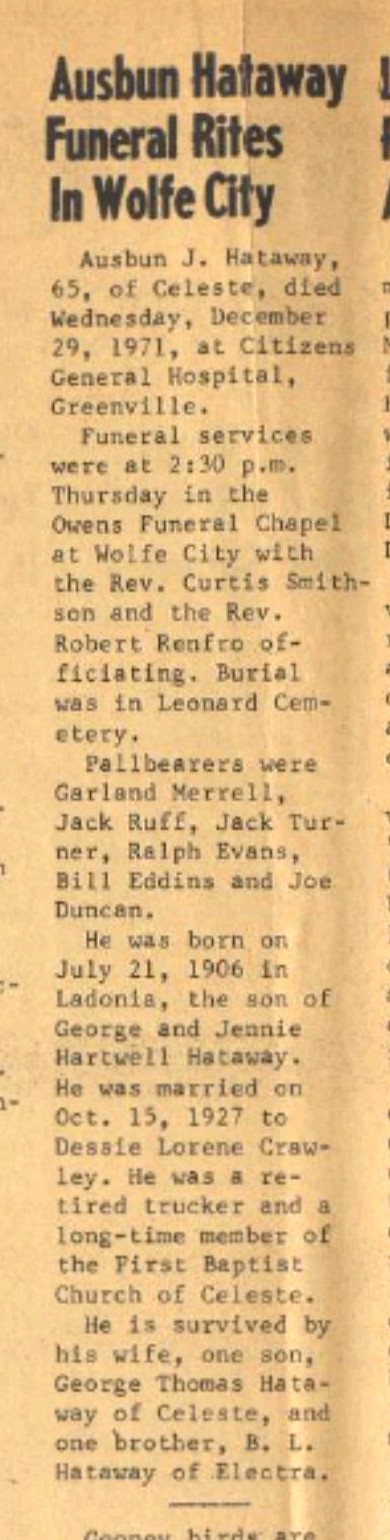 Ausbun Hataway
Funeral Rites
In Wolfe City
Ausbun J. Hataway,
65, of Celeste, died
Wednesday, December
29, 1971, at Citizens
General Hospital,
Greenville.
Funeral services
were at 2:30 p.m.
Thursday in the
Owens Funeral Chapel
at Wolfe City with
the Rev. Curtis Smith-
son and the Rev.
Robert Renfro of-
ficiating. Burial
was in Leonard Cem-
etery.
Pallbearers were
Garland Merrell,
Jack Ruff, Jack Tur-
ner, Ralph Evans,
Bill Eddins and Joe
Duncan.
He was born on
July 21, 1906 in
Ladonia, the son of
George and Jennie
Hartwell Hataway.
He was married on
Oct. 15, 1927 to
Dessie Lorene Craw-
ley. He was a re-
tired trucker and a
long-time member of
the First Baptist
Church of Celeste.
He is survived by
his wife, one son,
George Thomas Hata-
way of Celeste, and
one brother, B. L.
Hataway of Electra.
Cooney birds are